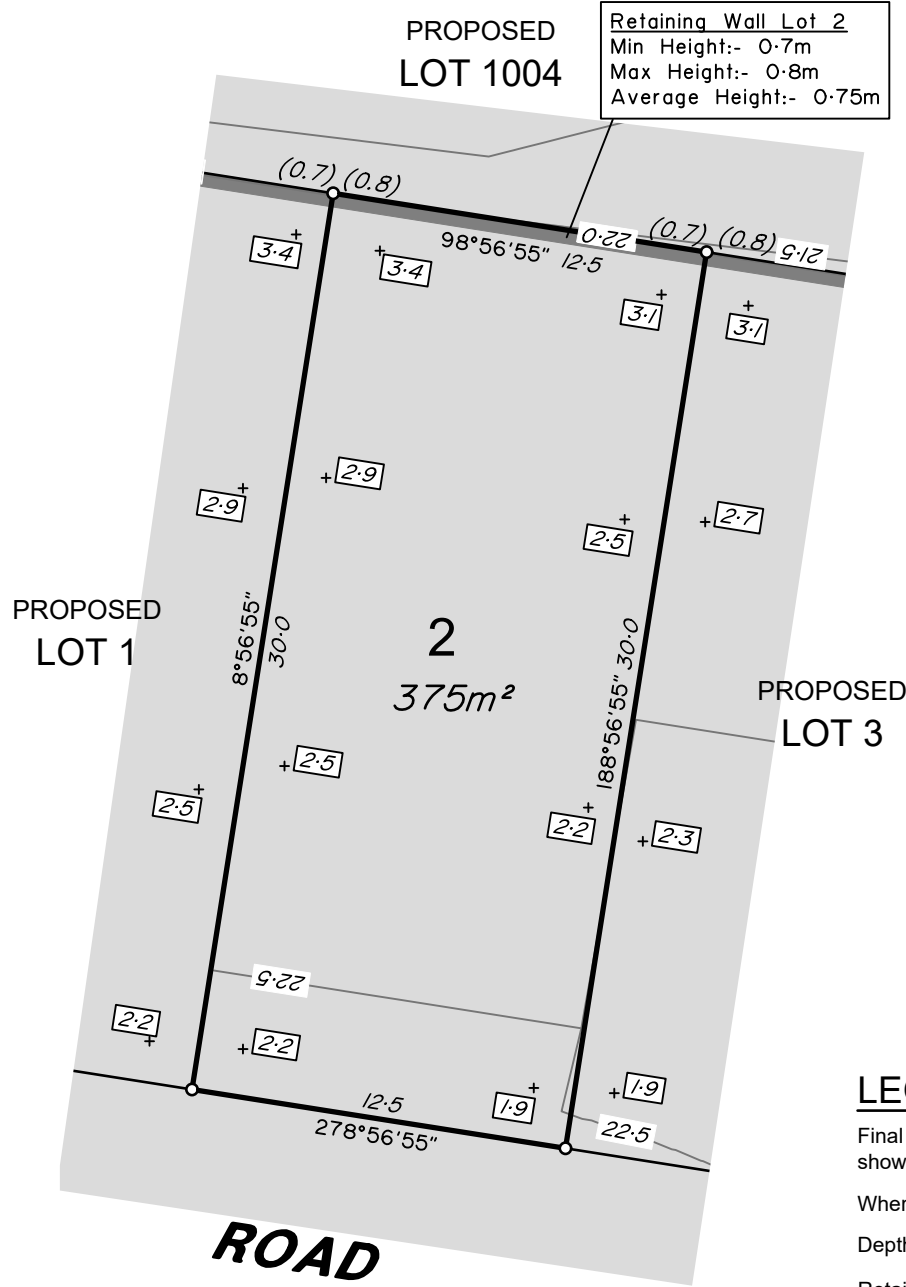 PROPOSED
LOT 1004
Retaining Wall Lot 2
Min Height:- 0·7m
Max Height:- 0·8m
Average Height:- 0·75m
(0.7) (0.8)
(0.7) (0.8)
22·0
21·5
98°56'55" 12·5
3·4
3·4
3·1
3·1
2·9
2·9
2·5
2·7
PROPOSED
LOT 1
8°56'55"
30·0
2
375m²
188°56'55" 30·0
PROPOSED
LOT 3
2·5
2·5
2·2
2·3
22·5
2·2
2·2
1·9
1·9
12·5
278°56'55"
22·5
ROAD
Final
Depth